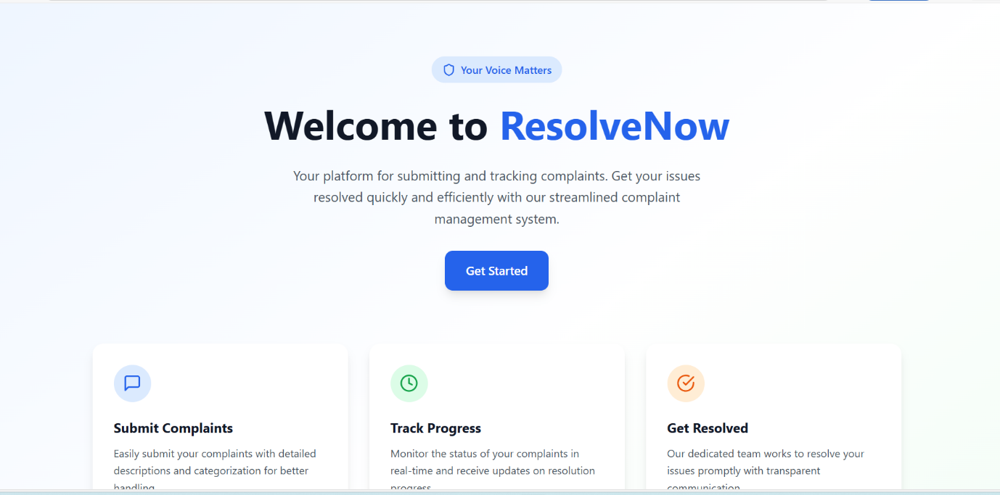 Your Voice Matters
Welcome to ResolveNow
Your platform for submitting and tracking complaints. Get your issues
resolved quickly and efficiently with our streamlined complaint
management system.
Get Started
Submit Complaints
Easily submit your complaints with detailed
descriptions and categorization for better
handling.
Track Progress
Monitor the status of your complaints in
real-time and receive updates on resolution
progress.
Get Resolved
Our dedicated team works to resolve your
issues promptly with transparent
communication.